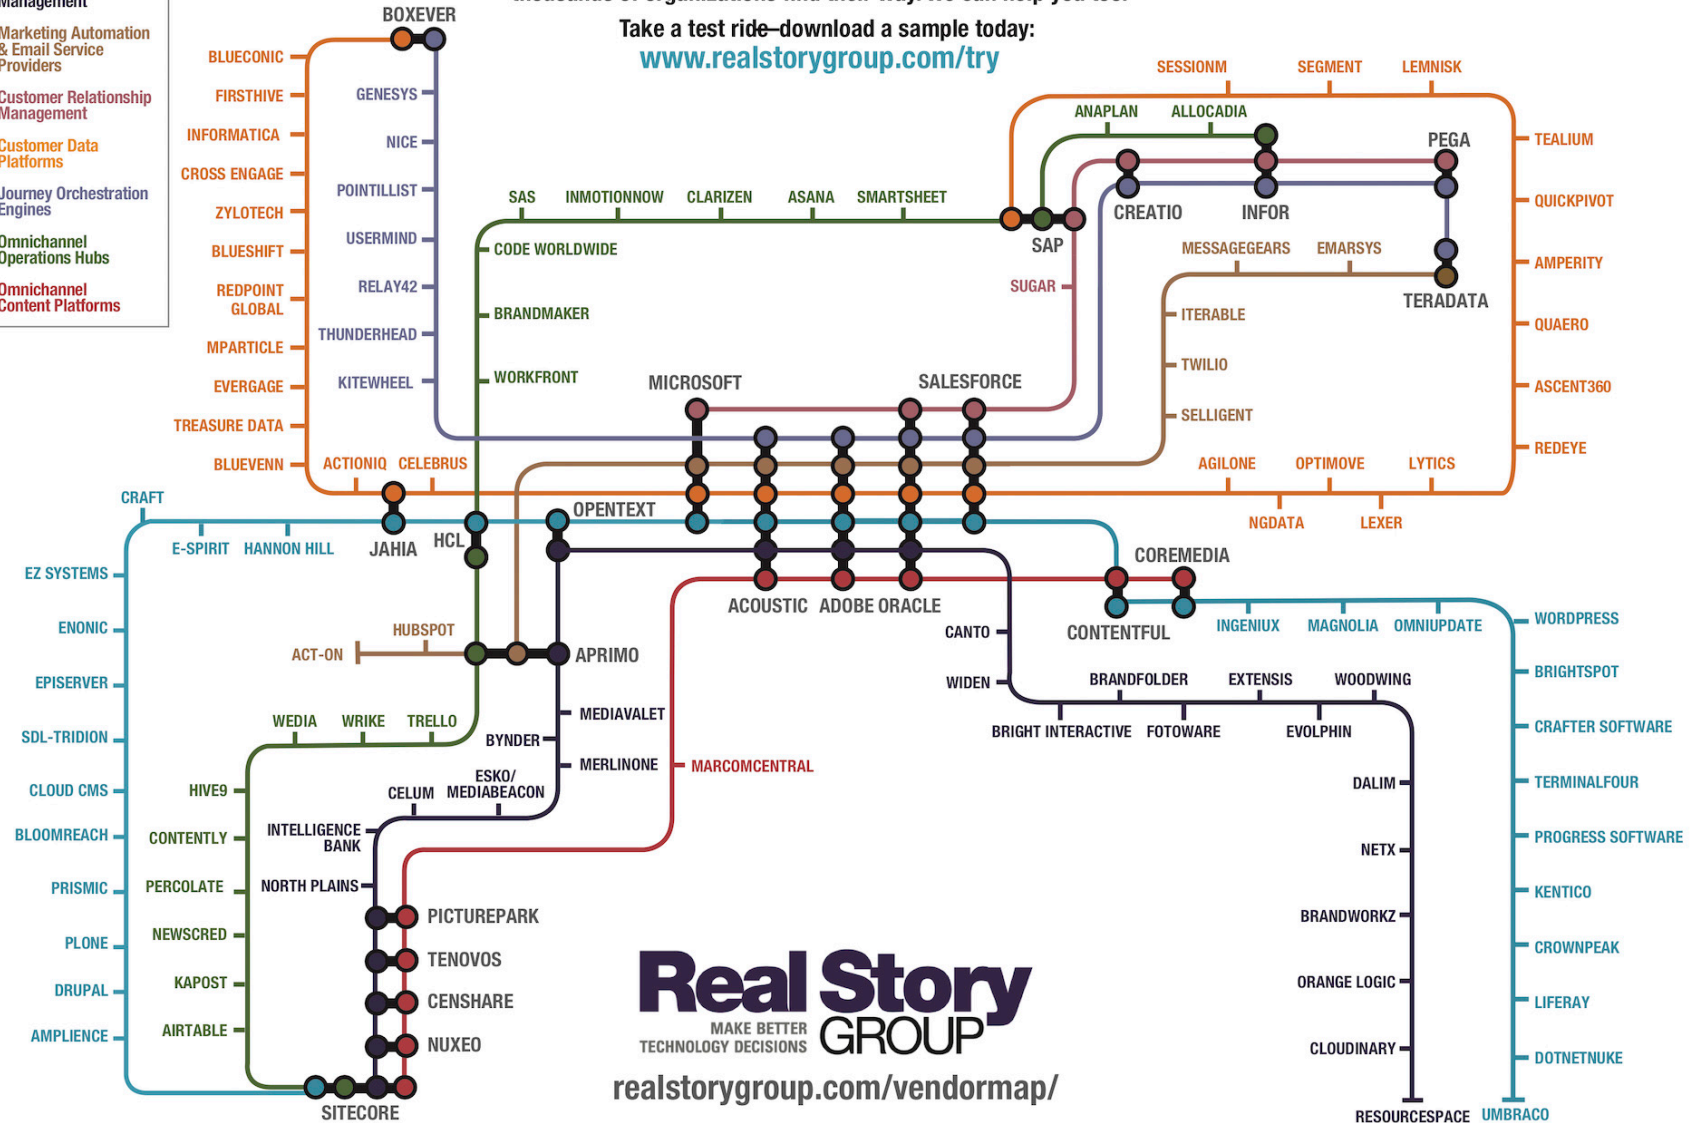 Management
Marketing Automation
& Email Service
Providers
Customer Relationship
Management
Customer Data
Platforms
Journey Orchestration
Engines
Omnichannel
Operations Hubs
Omnichannel
Content Platforms
Take a test ride–download a sample today:
www.realstorygroup.com/try
BOXEVER
BLUECONIC
FIRSTHIVE
INFORMATICA
CROSS ENGAGE
ZYLOTECH
BLUESHIFT
REDPOINT
GLOBAL
MPARTICLE
EVERGAGE
TREASURE DATA
BLUEVENN
ACTIONIQ
CELEBRUS
GENESYS
NICE
POINTILLIST
USERMIND
RELAY42
THUNDERHEAD
KITEWHEEL
SAS
INMOTIONNOW
CLARIZEN
ASANA
SMARTSHEET
CODE WORLDWIDE
BRANDMAKER
WORKFRONT
SESSIONM
SEGMENT
LEMNISK
ANAPLAN
ALLOCADIA
PEGA
TEALIUM
QUICKPIVOT
AMPERITY
QUAERO
ASCENT360
REDEYE
CREATIO
INFOR
SAP
SUGAR
MESSAGEGEARS
EMARSYS
TERADATA
ITERABLE
TWILIO
SELLIGENT
MICROSOFT
SALESFORCE
AGILONE
OPTIMOVE
LYTICS
NGDATA
LEXER
CRAFT
E-SPIRIT
HANNON HILL
JAHIA
HCL
OPENTEXT
EZ SYSTEMS
ENONIC
EPISERVER
SDL-TRIDION
CLOUD CMS
BLOOMREACH
PRISMIC
PLONE
DRUPAL
AMPLIENCE
ACOUSTIC
ADOBE
ORACLE
COREMEDIA
CONTENTFUL
INGENIUX
MAGNOLIA
OMNIUPDATE
WORDPRESS
BRIGHTSPOT
CRAFTER SOFTWARE
TERMINALFOUR
PROGRESS SOFTWARE
KENTICO
CROWNPEAK
LIFERAY
DOTNETNUKE
UMBRACO
HUBSPOT
ACT-ON
APRIMO
CANTO
WIDEN
BRANDFOLDER
EXTENSIS
WOODWING
BRIGHT INTERACTIVE
FOTOWARE
EVOLPHIN
DALIM
NETX
BRANDWORKZ
ORANGE LOGIC
CLOUDINARY
RESOURCESPACE
WEDIA
WRIKE
TRELLO
MEDIAVALET
BYNDER
MERLINONE
MARCOMCENTRAL
HIVE9
CONTENTLY
PERCOLATE
NEWSCRED
KAPOST
AIRTABLE
CELUM
ESKO/
MEDIABEACON
INTELLIGENCE
BANK
NORTH PLAINS
PICTUREPARK
TENOVOS
CENSHARE
NUXEO
SITECORE
Real Story
MAKE BETTER
TECHNOLOGY DECISIONS
GROUP
realstorygroup.com/vendormap/